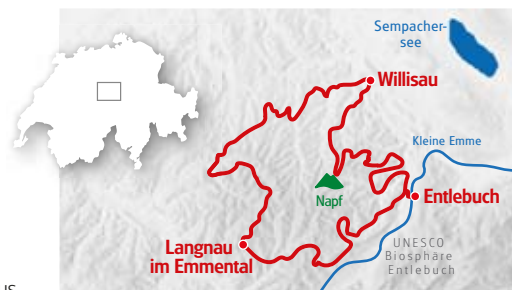 Sempacher-
see
Willisau
Kleine Emme
Napf
Entlebuch
UNESCO
Biosphäre
Entlebuch
Langnau
im Emmental